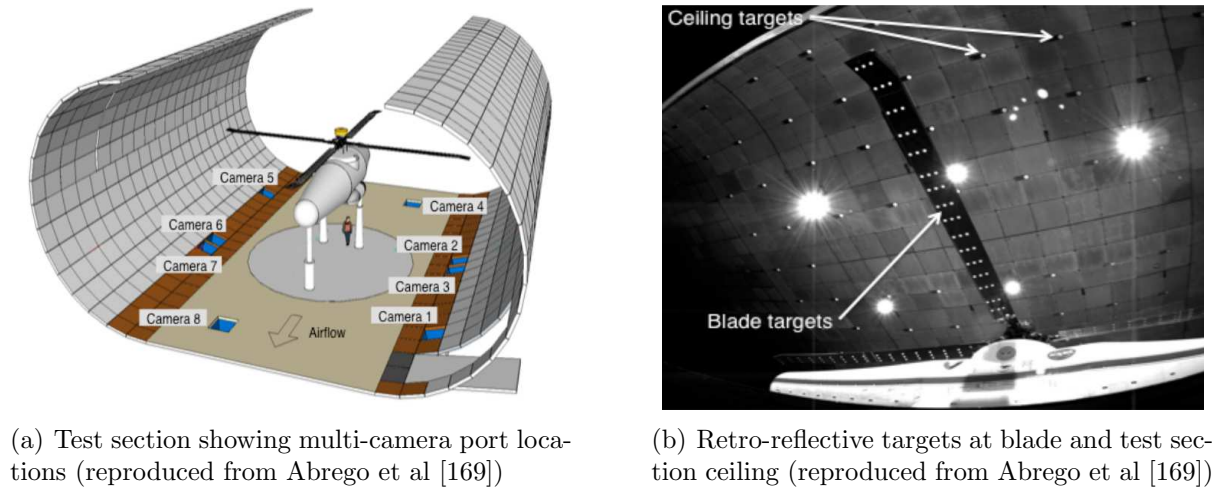 Camera 5
Camera 4
Camera 6
Camera 2
Camera 7
Camera 3
Camera 8
Camera 1
Airflow
(a) Test section showing multi-camera port loca-
tions (reproduced from Abrego et al [169])
Ceiling targets
Blade targets
(b) Retro-reflective targets at blade and test sec-
tion ceiling (reproduced from Abrego et al [169])